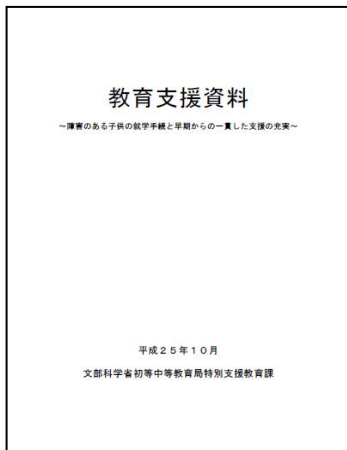 教育支援資料
～障害のある子供の就学手続と早期からの一貫した支援の充実～
平成２５年１０月
文部科学省初等中等教育局特別支援教育課